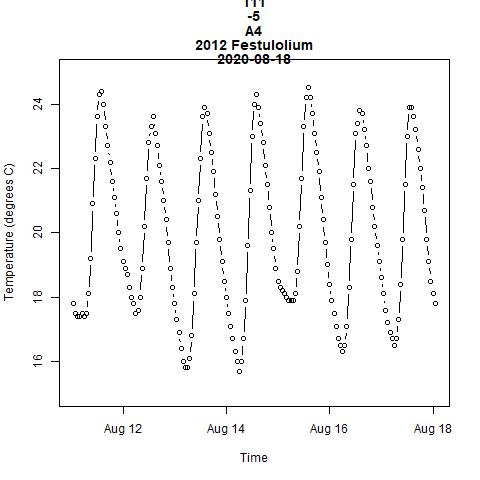 T11
-5
A4
2012 Festulolium
2020-08-18
Temperature (degrees C)
24
22
20
18
16
Aug 12 Aug 14 Aug 16 Aug 18
Time